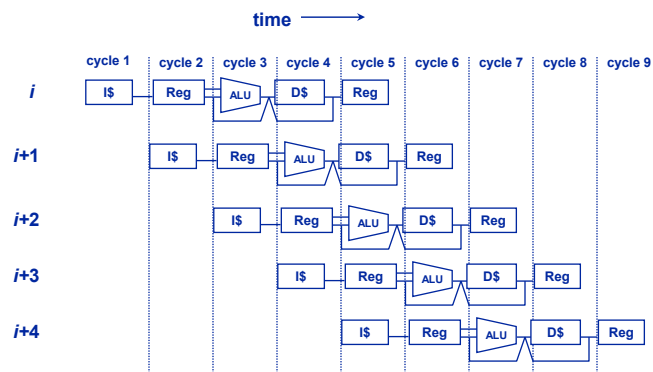 time
cycle 1 cycle 2 cycle 3 cycle 4 cycle 5 cycle 6 cycle 7 cycle 8 cycle 9
i I$ Reg ALU D$ Reg
i+1 I$ Reg ALU D$ Reg
i+2 I$ Reg ALU D$ Reg
i+3 I$ Reg ALU D$ Reg
i+4 I$ Reg ALU D$ Reg